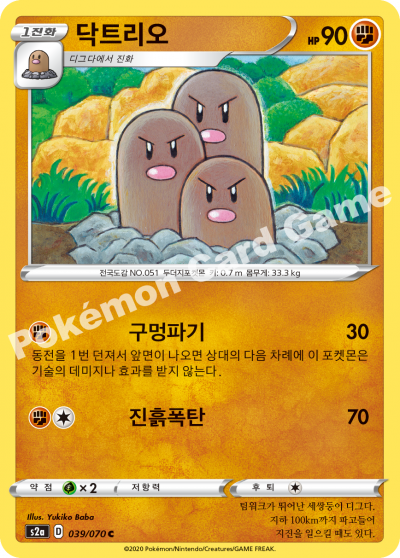 1진화
닥트리오
HP 90
디그다에서 진화
전국도감 NO.051 두더지포켓몬 키: 0.7 m 몸무게: 33.3 kg
Pokémon Card Game
구멍파기 30
동전을 1번 던져서 앞면이 나오면 상대의 다음 차례에 이 포켓몬은
기술의 데미지나 효과를 받지 않는다.
진흙폭탄 70
약점 ×2 저항력 후퇴
Illus. Yukiko Baba
s2a D 039/070 C
팀워크가 뛰어난 세쌍둥이 디그다.
지하 100km까지 파고들어
지진을 일으킬 때도 있다.
©2020 Pokémon/Nintendo/Creatures/GAME FREAK.